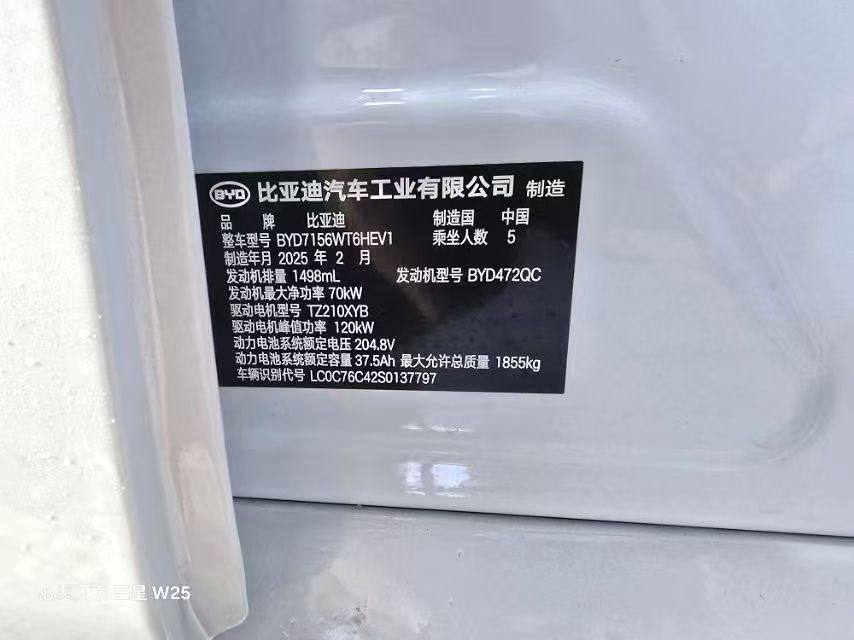 BYD 比亚迪汽车工业有限公司 制造
品 牌 比亚迪 制造国 中国
整车型号 BYD7156WT6HEV1 乘坐人数 5
制造年月 2025 年 2 月
发动机排量 1498mL 发动机型号 BYD472QC
发动机最大净功率 70kW
驱动电机型号 TZ210XYB
驱动电机峰值功率 120kW
动力电池系统额定电压 204.8V
动力电池系统额定容量 37.5Ah 最大允许总质量 1855kg
车辆识别代号 LC0C76C42S0137797
心系天下 三星 W25